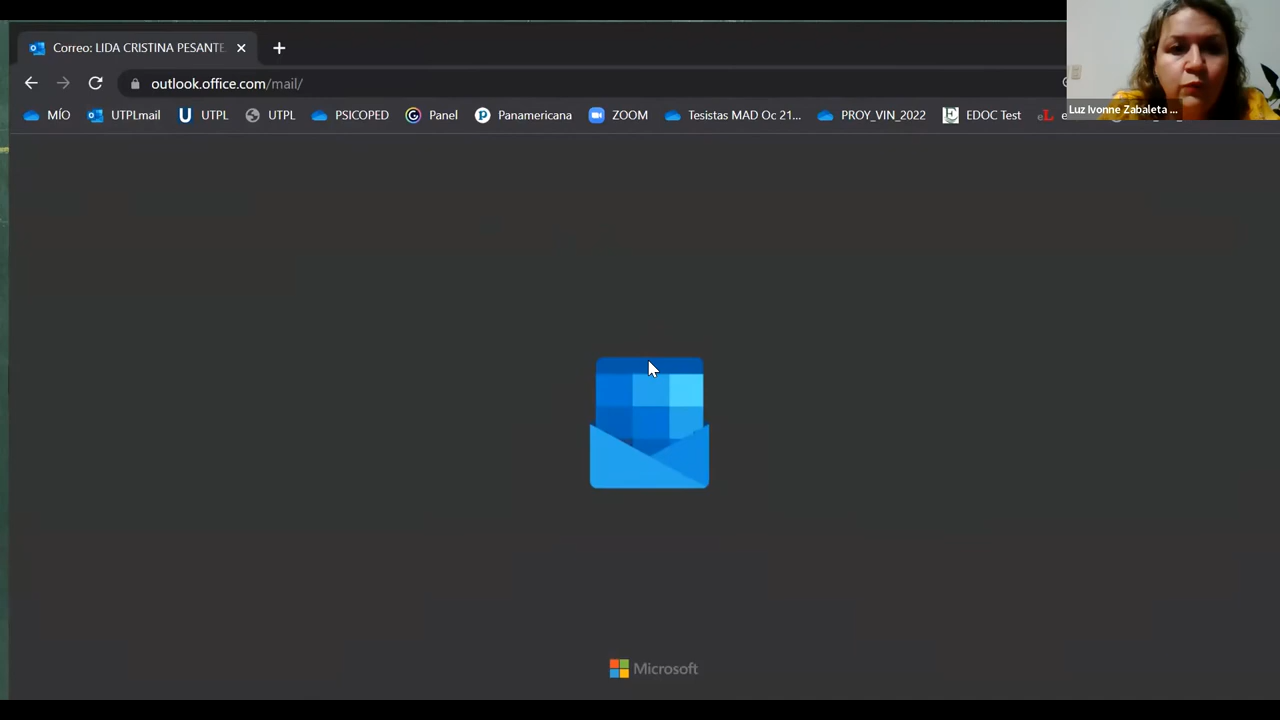 Correo: LIDA CRISTINA PESANTE
outlook.office.com/mail/
MÍO UTPLmail UTPL UTPL PSICOPED Panel Panamericana ZOOM Tesistas MAD Oc 21... PROY_VIN_2022 EDOC Test
Luz Ivonne Zabaleta ...
Microsoft